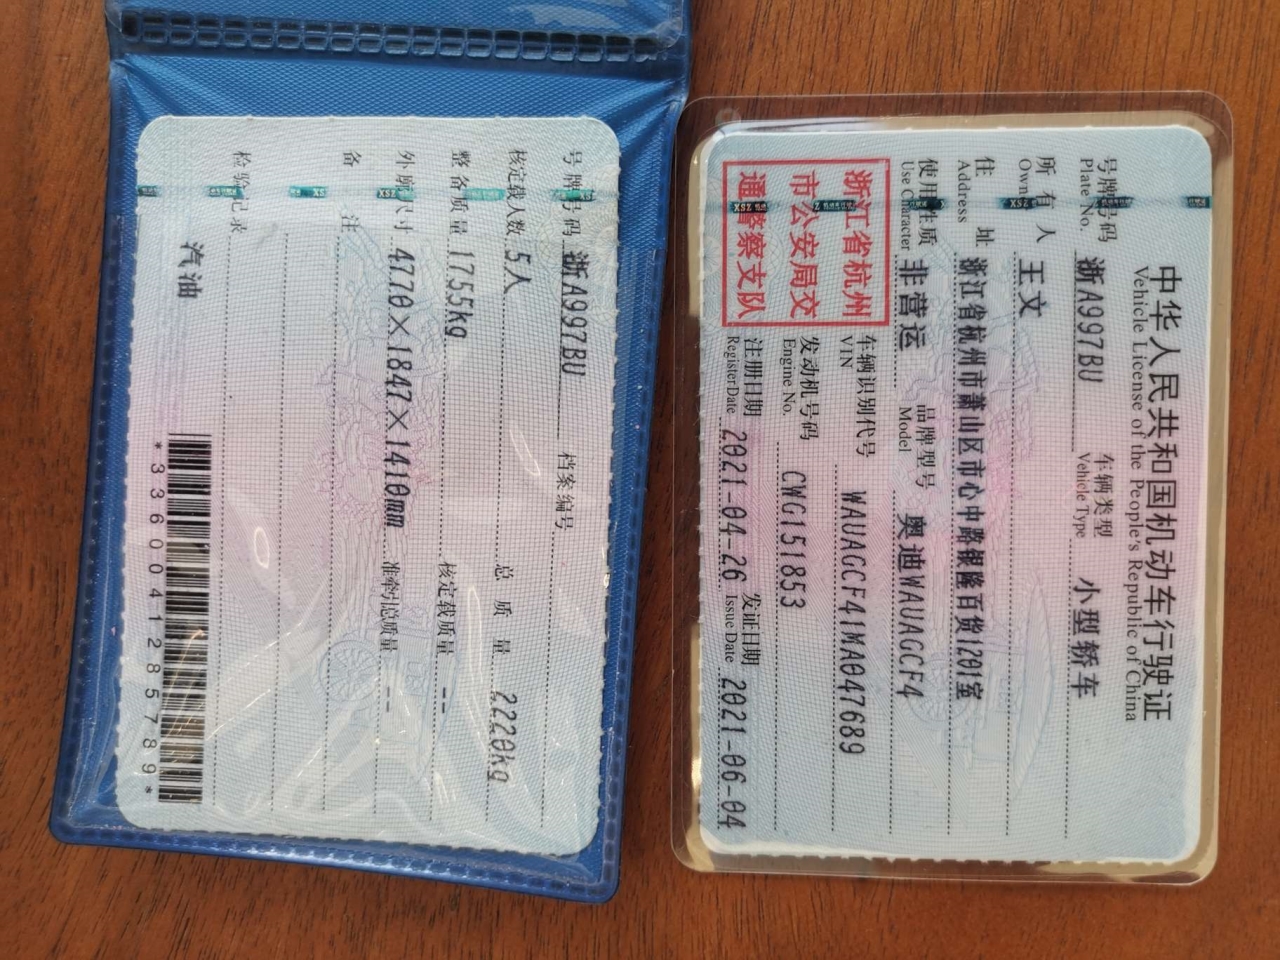 中华人民共和国机动车行驶证
Vehicle License of the People's Republic of China
号牌号码 浙A997BU 车辆类型 小型轿车
Plate No. Vehicle Type
所有人 王文
Owner
住址 浙江省杭州市萧山区市心中路银隆百货1201室
Address
使用性质 非营运 品牌型号 奥迪WAUAGCF4
Use Character Model
浙江省杭州
市公安局交
通警察支队
车辆识别代号 WAUAGCF41MA047689
VIN
发动机号码 CWG151853
Engine No.
注册日期 2021-04-26 发证日期 2021-06-04
Register Date Issue Date
号牌号码 浙A997BU 档案编号
核定载人数 5人 总质量 2220kg
整备质量 1755kg 核定载质量 --
外廓尺寸 4770×1847×1410mm 准牵引总质量 --
备注
检验记录
汽油
*3360041285789*